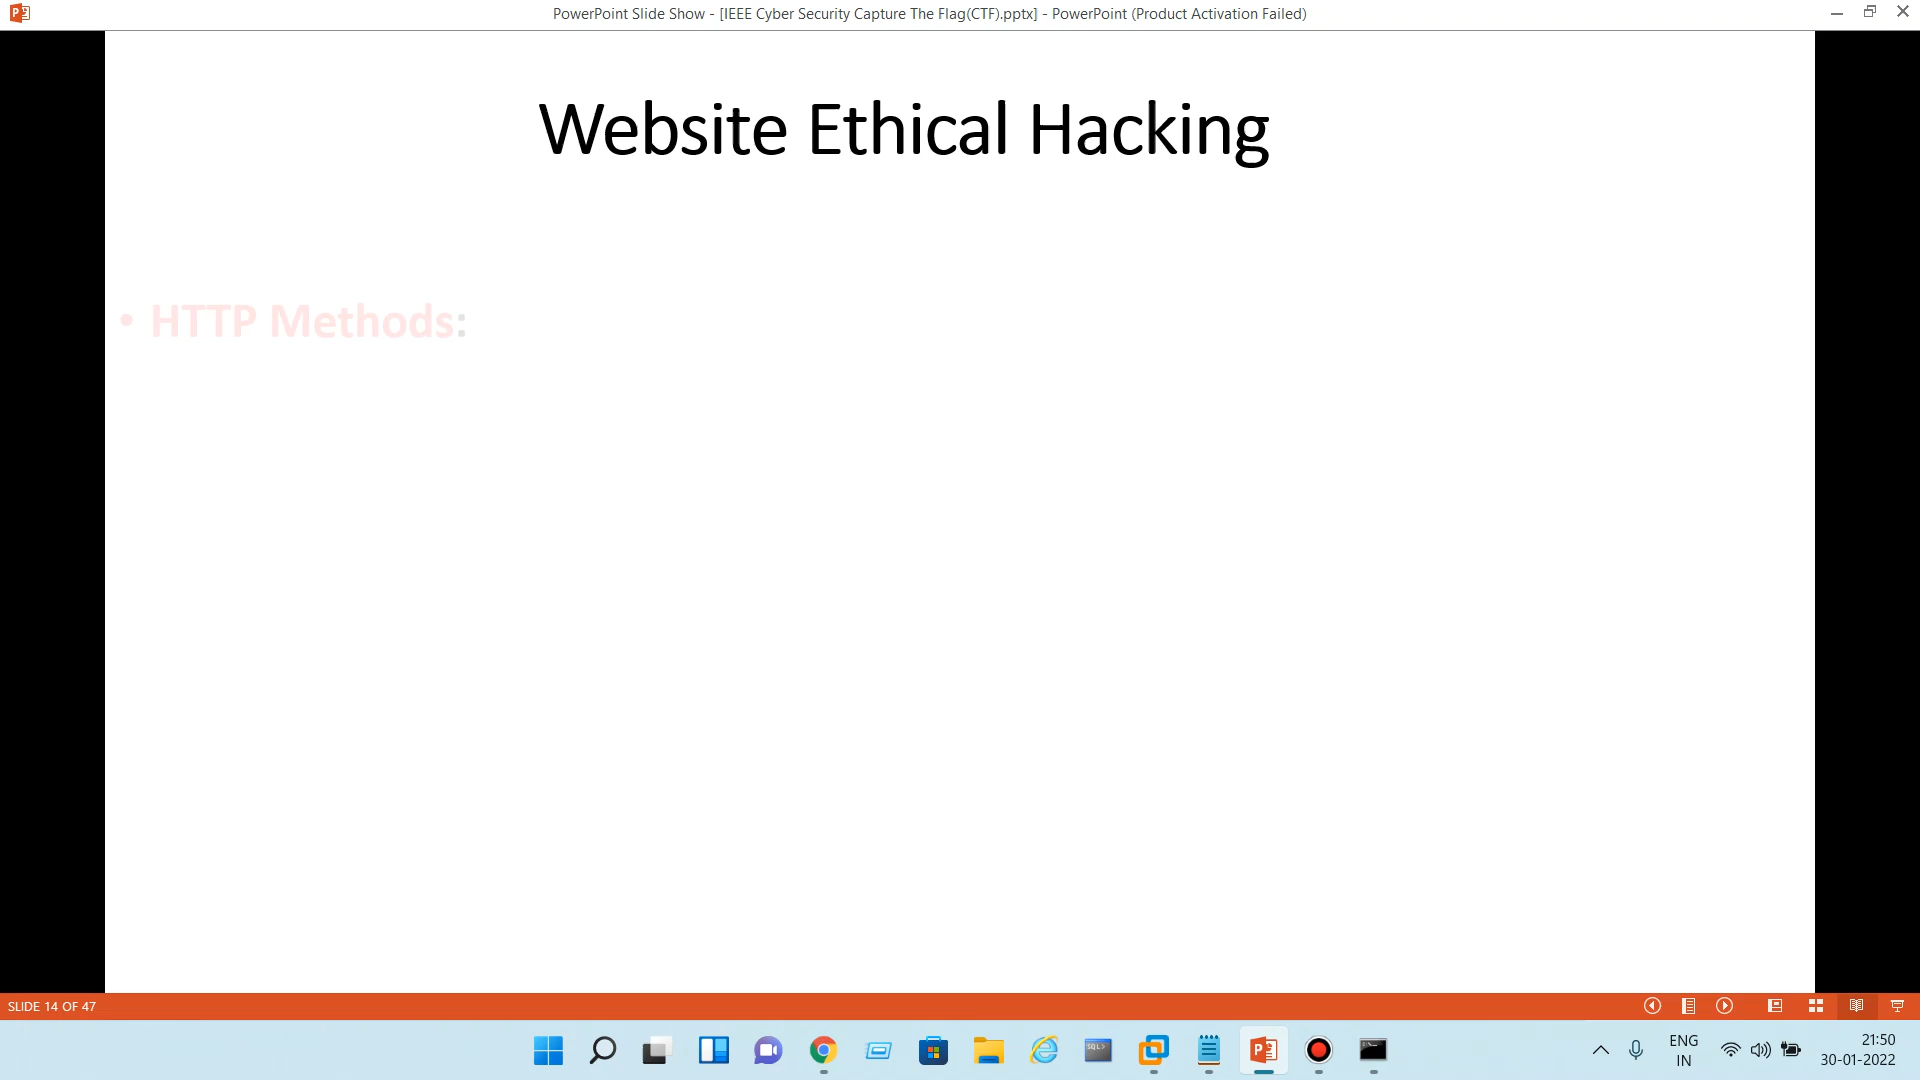 PowerPoint Slide Show - [IEEE Cyber Security Capture The Flag(CTF).pptx] - PowerPoint (Product Activation Failed)
Website Ethical Hacking
• HTTP Methods:
SLIDE 14 OF 47
SQL>
ENG
IN
21:50
30-01-2022